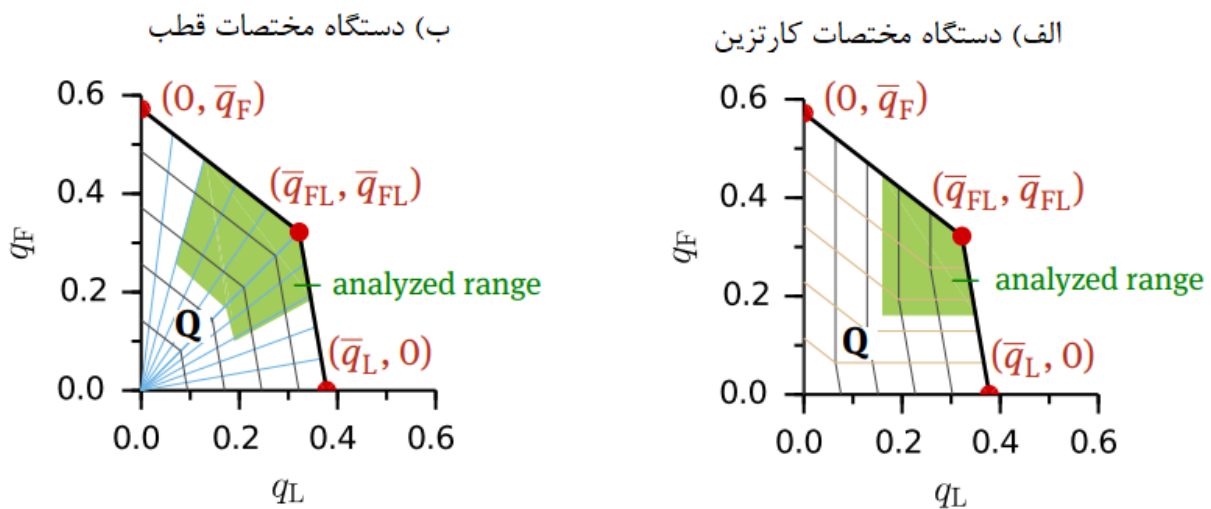 الف) دستگاه مختصات کارتزین
ب) دستگاه مختصات قطب
0.6
(0, q̅F)
0.4
(q̅FL, q̅FL)
qF
analyzed range
0.2
Q
(q̅L, 0)
0.0
0.0 0.2 0.4 0.6
qL
0.6
(0, q̅F)
0.4
(q̅FL, q̅FL)
qF
analyzed range
0.2
Q
(q̅L, 0)
0.0
0.0 0.2 0.4 0.6
qL